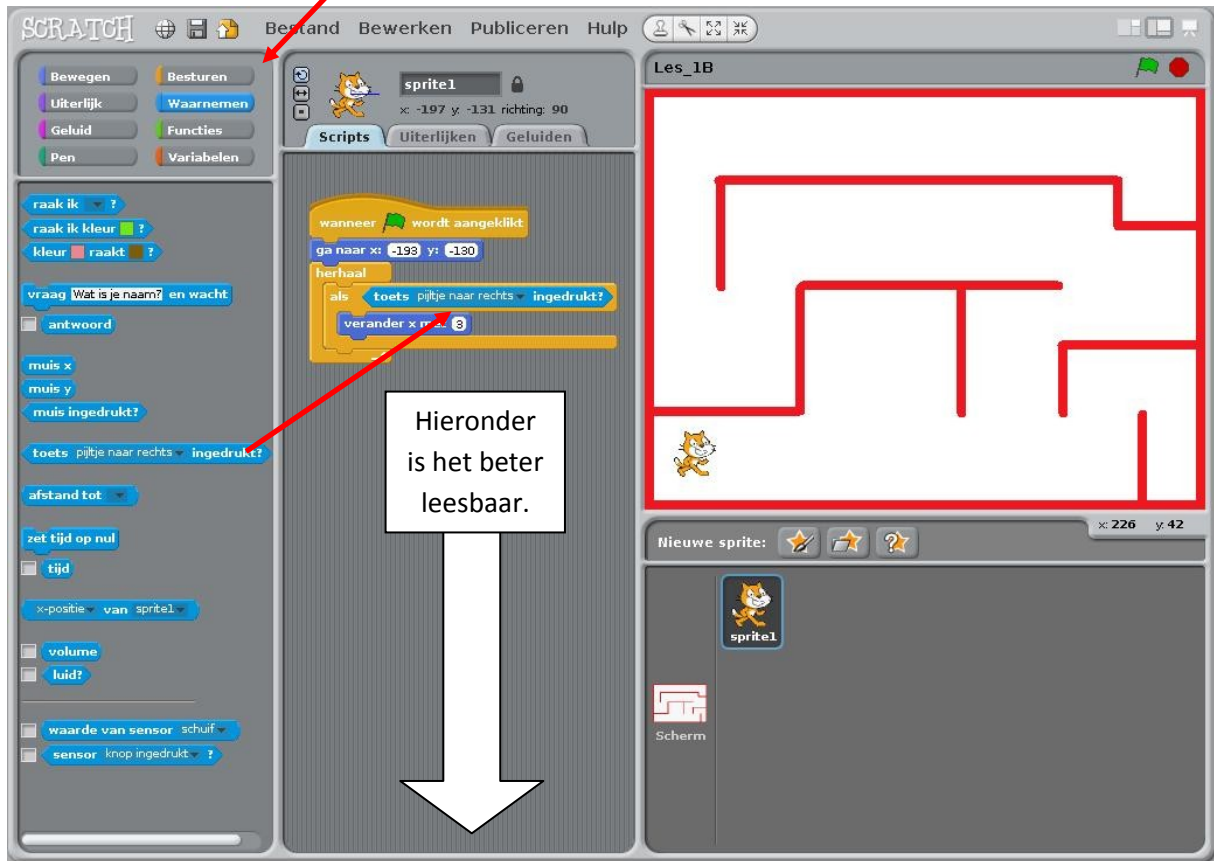 SCRATCH Bestand Bewerken Publiceren Hulp
Bewegen Besturen
Uiterlijk Waarnemen
Geluid Functies
Pen Variabelen
raak ik ?
raak ik kleur ?
kleur raakt ?
vraag Wat is je naam? en wacht
antwoord
muis x
muis y
muis ingedrukt?
toets pijltje naar rechts ingedrukt?
afstand tot
zet tijd op nul
tijd
x-positie van sprite1
volume
luid?
waarde van sensor schuif
sensor knop ingedrukt ?
sprite1
x: -197 y: -131 richting: 90
Scripts Uiterlijken Geluiden
wanneer wordt aangeklikt
ga naar x: -193 y: -130
herhaal
als toets pijltje naar rechts ingedrukt?
verander x 3
Hieronder
is het beter
leesbaar.
Les_1B
x: 226 y: 42
Nieuwe sprite:
sprite1
Scherm